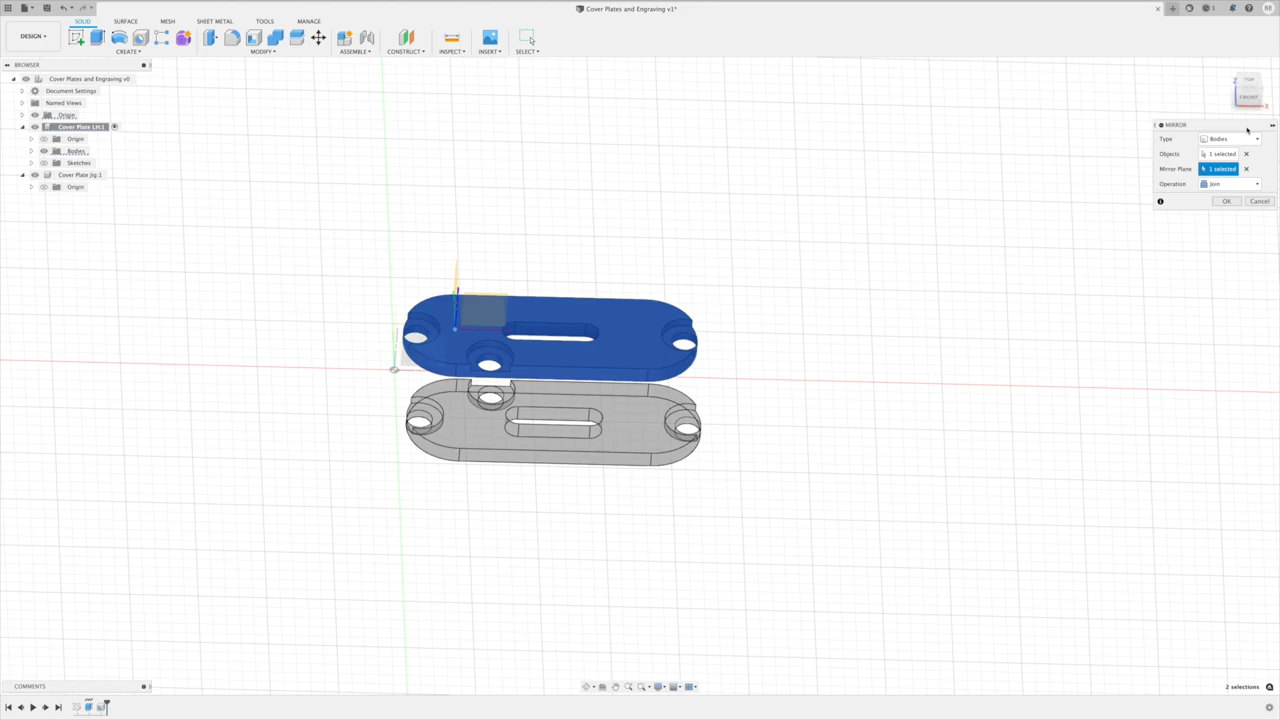 Cover Plates and Engraving v1*
1
BB
DESIGN
SOLID
SURFACE
MESH
SHEET METAL
TOOLS
MANAGE
CREATE
MODIFY
ASSEMBLE
CONSTRUCT
INSPECT
INSERT
SELECT
BROWSER
Cover Plates and Engraving v0
Document Settings
Named Views
Origin
Cover Plate LH:1
Origin
Bodies
Sketches
Cover Plate Jig:1
Origin
TOP
FRONT
Z
X
MIRROR
Type Bodies
Objects 1 selected
Mirror Plane 1 selected
Operation Join
OK Cancel
COMMENTS
2 selections